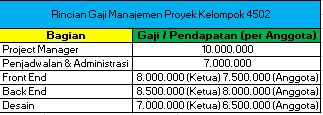 Rincian Gaji Manajemen Proyek Kelompok 4502
Bagian Gaji / Pendapatan (per Anggota)
Project Manager 10.000.000
Penjadwalan & Administrasi 7.000.000
Front End 8.000.000 (Ketua) 7.500.000 (Anggota)
Back End 8.500.000 (Ketua) 8.000.000 (Anggota)
Desain 7.000.000 (Ketua) 6.500.000 (Anggota)